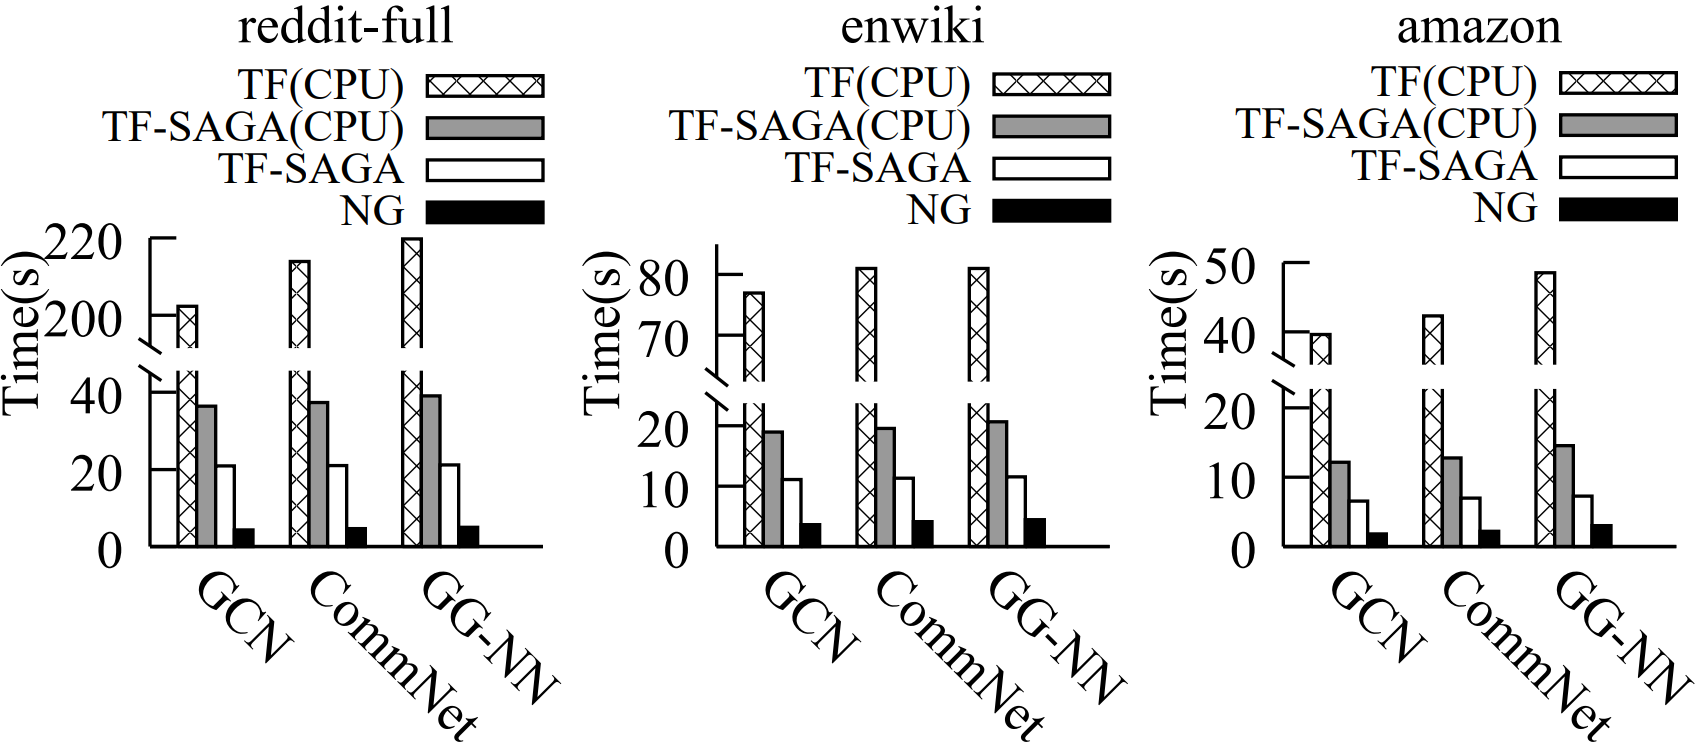 reddit-full
TF(CPU)
TF-SAGA(CPU)
TF-SAGA
NG
Time(s)
220
200
40
20
0
GCN
CommNet
GG-NN
enwiki
TF(CPU)
TF-SAGA(CPU)
TF-SAGA
NG
Time(s)
80
70
20
10
0
GCN
CommNet
GG-NN
amazon
TF(CPU)
TF-SAGA(CPU)
TF-SAGA
NG
Time(s)
50
40
20
10
0
GCN
CommNet
GG-NN